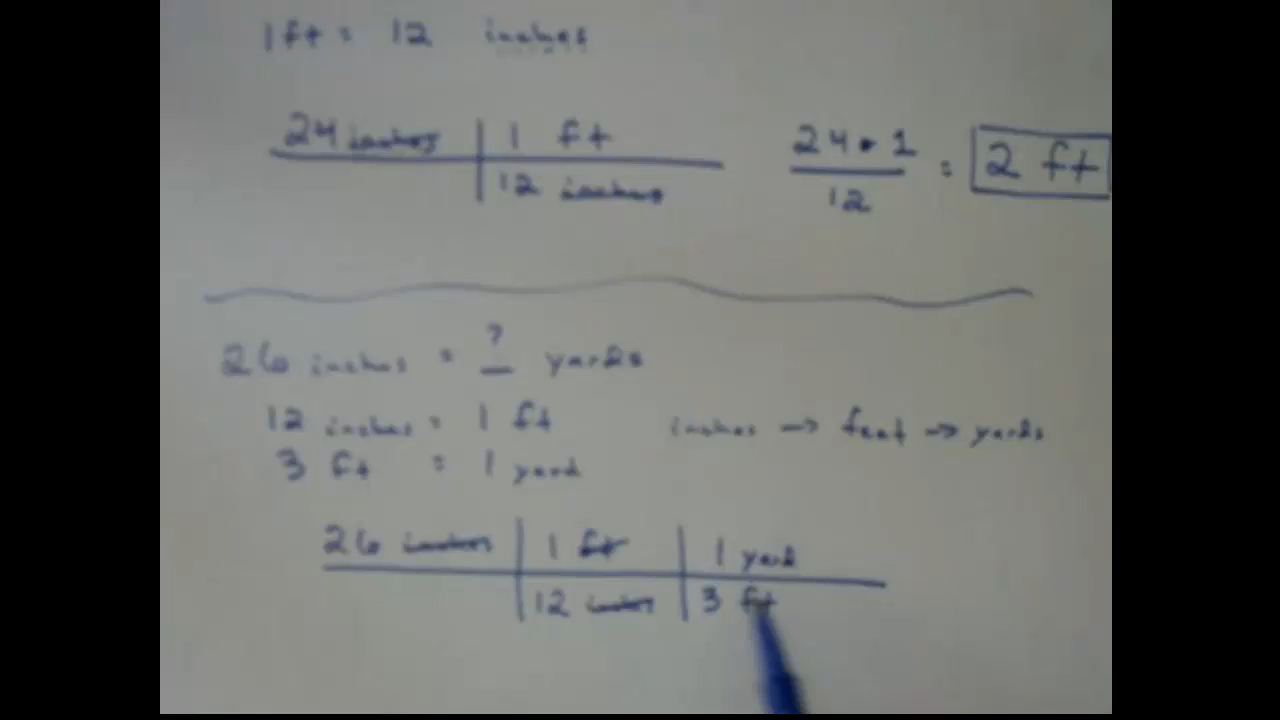 1 ft = 12 inches
24 inches | 1 ft
12 inches
24 • 1
12
= 2 ft
26 inches = ? yards
12 inches = 1 ft
inches → feet → yards
3 ft = 1 yard
26 inches | 1 ft | 1 yard
12 inches | 3 ft